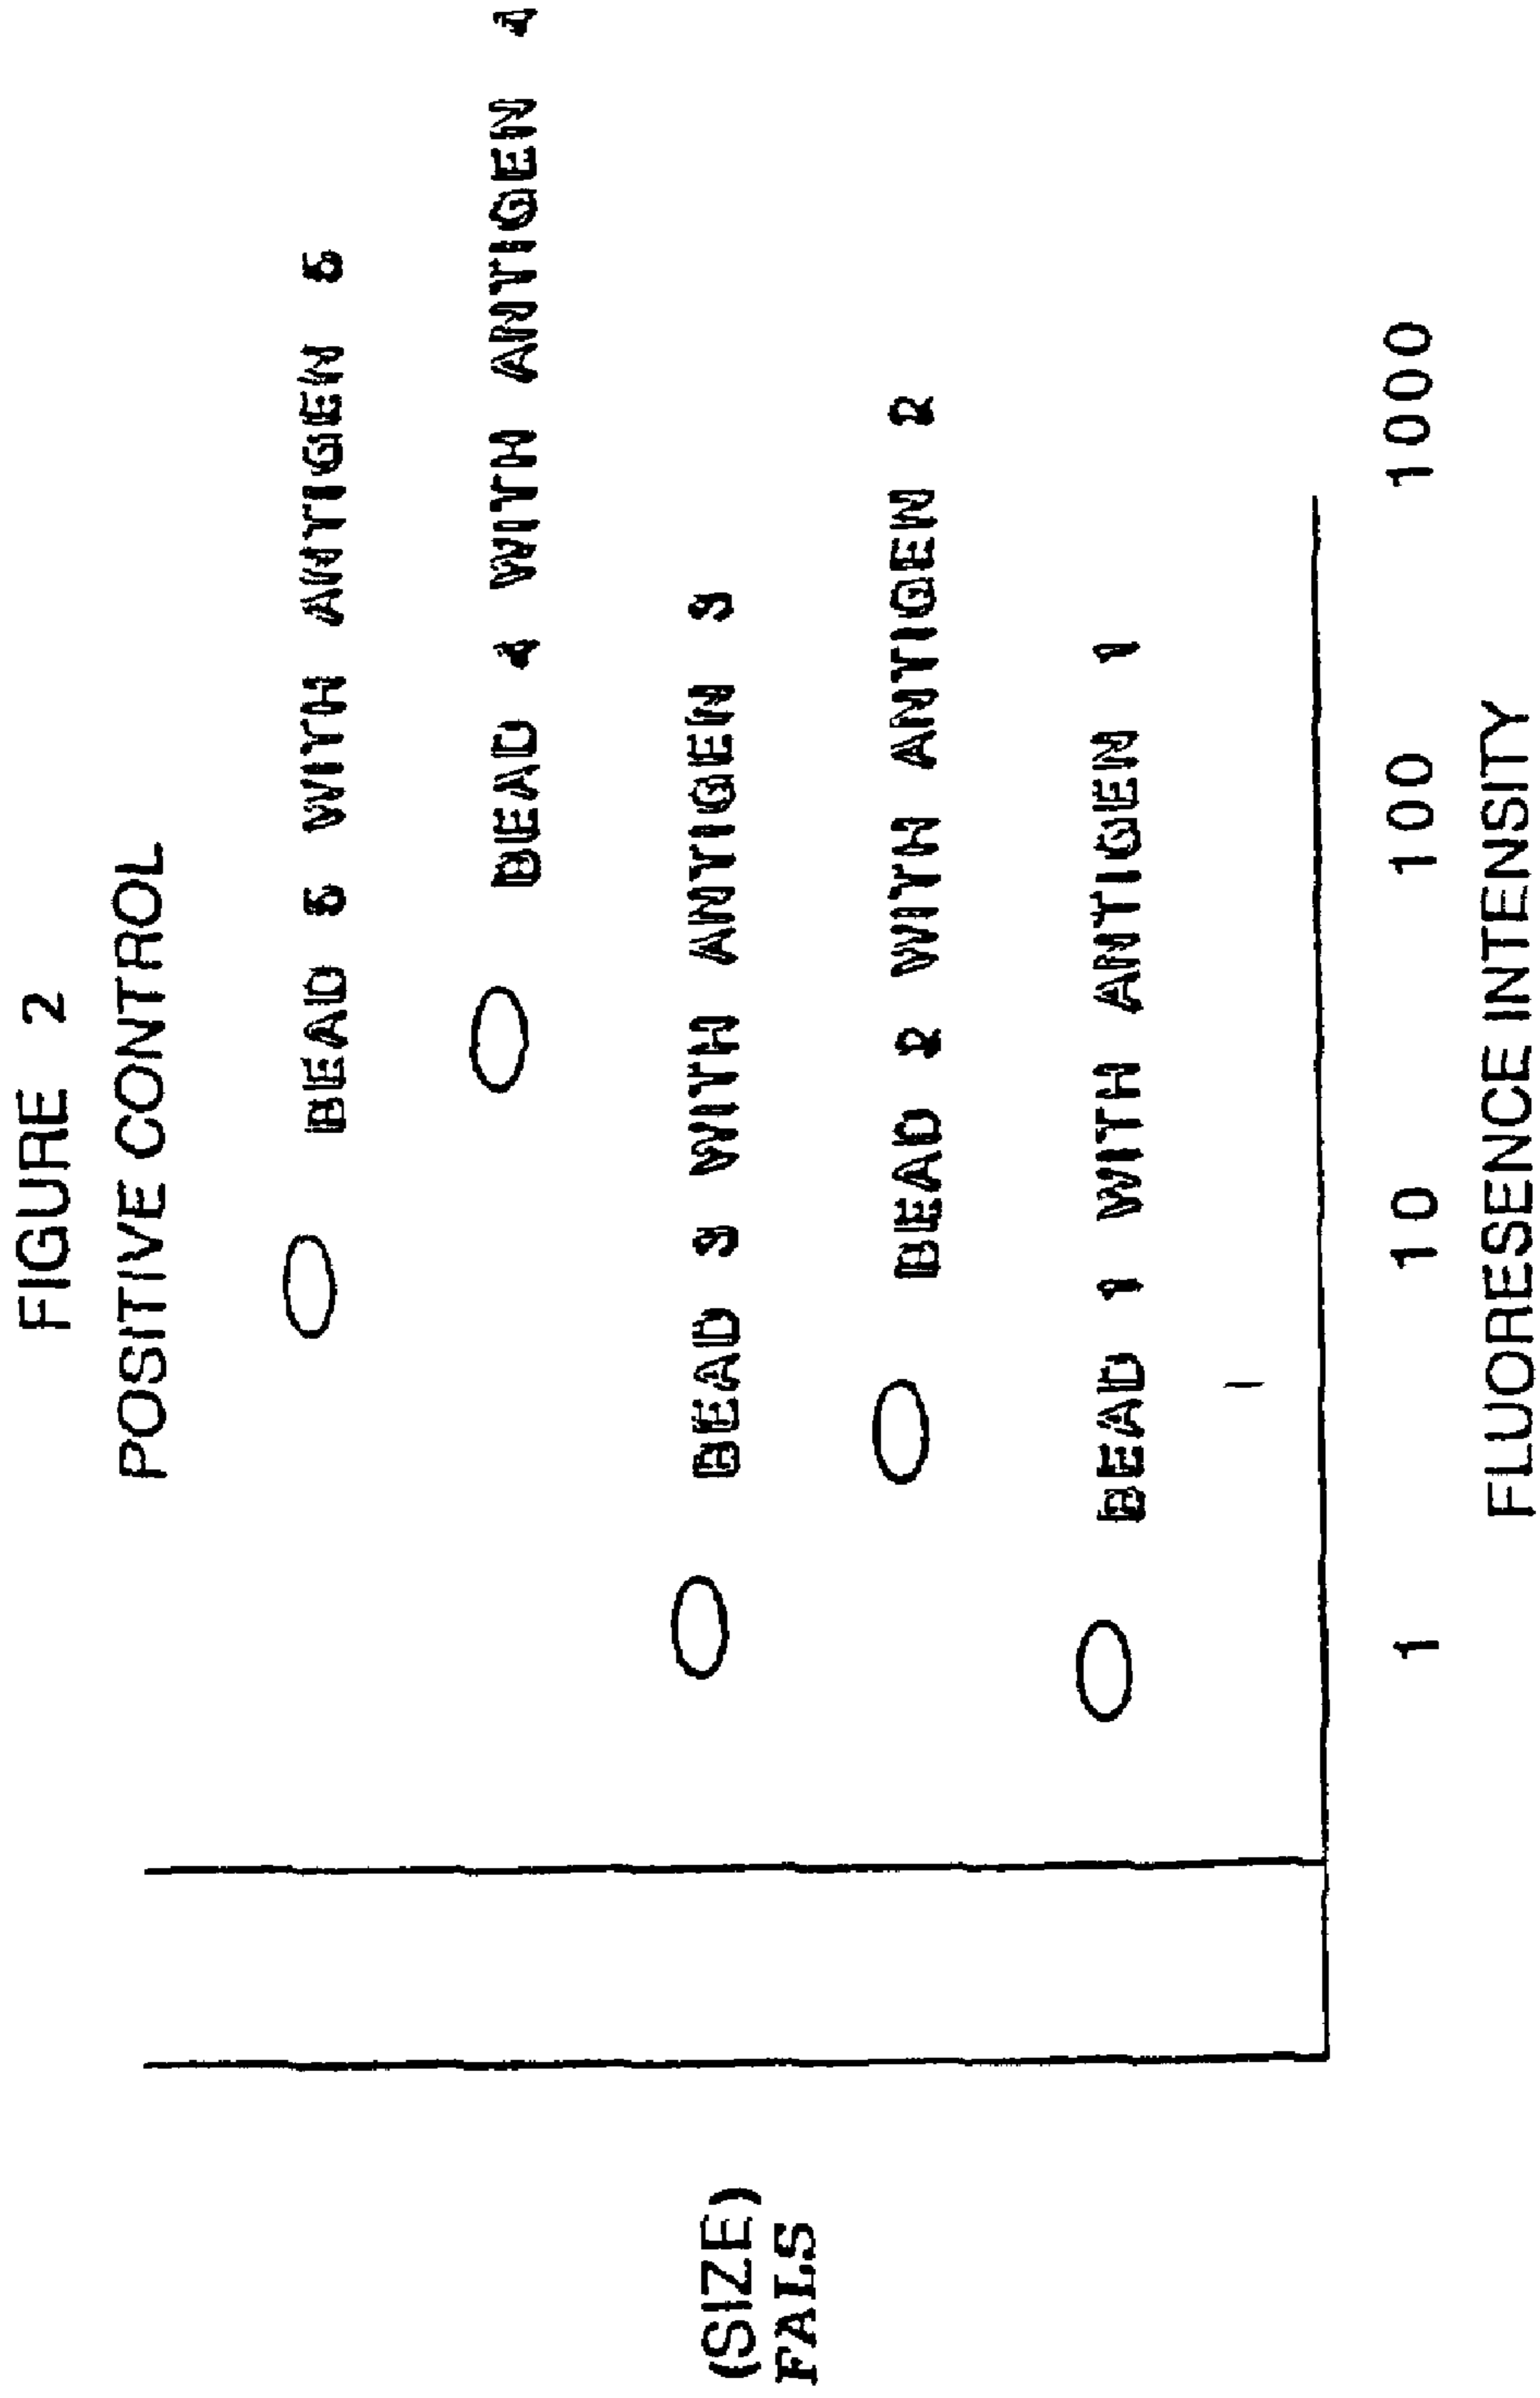 FIGURE 2
POSITIVE CONTROL
BEAD 5 WITH ANTIGEN 5
BEAD 4 WITH ANTIGEN 4
(SIZE)
FALS
BEAD 3 WITH ANTIGEN 3
BEAD 2 WITH ANTIGEN 2
BEAD 1 WITH ANTIGEN 1
1 10 100 1000
FLUORESENCE INTENSITY